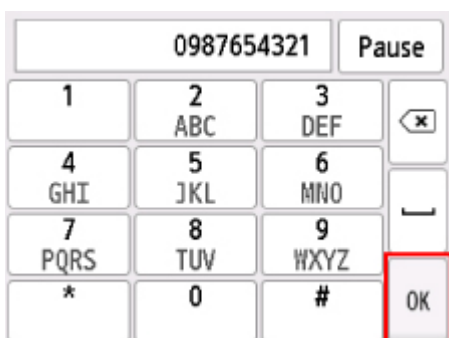 0987654321 Pause
1 2 3
ABC DEF
4 5 6
GHI JKL MNO
7 8 9
PQRS TUV WXYZ
* 0 # OK